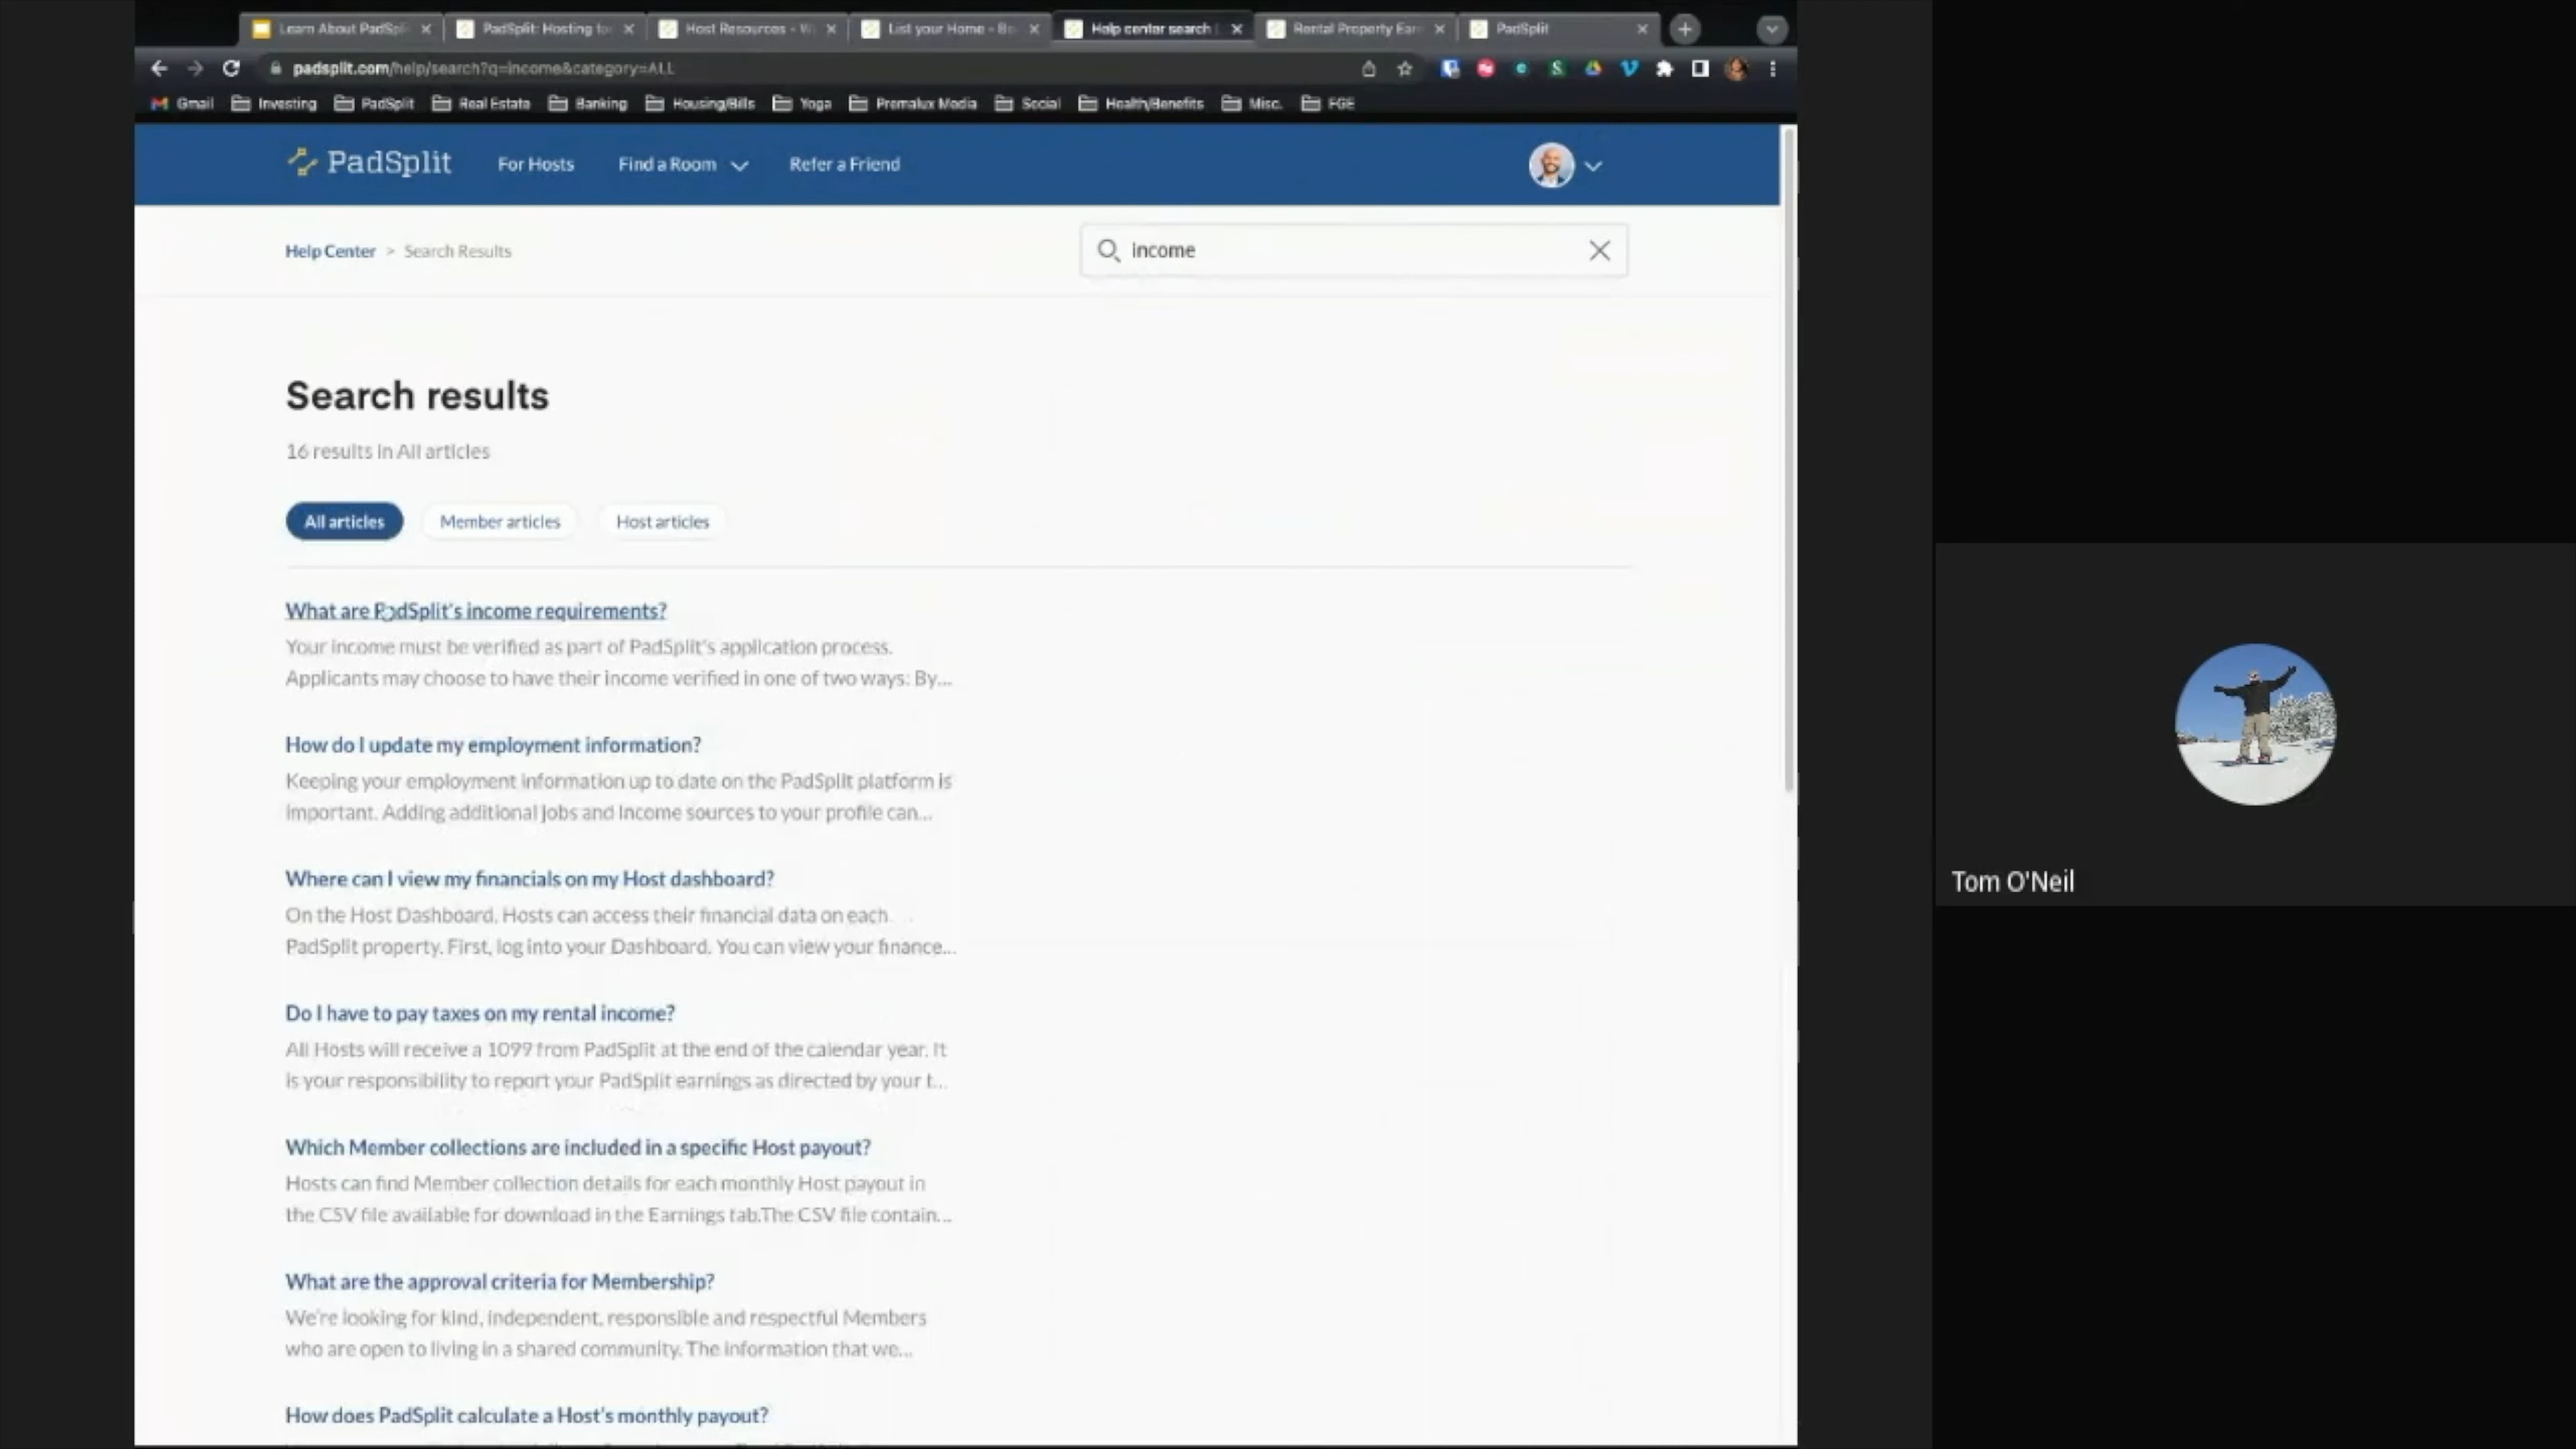 Learn About PadSpli
PadSplit: Hosting fo
Host Resources - W
List your Home - Be
Help center search
Rental Property Earn
PadSplit
padsplit.com/help/search?q=income&category=ALL
Gmail Investing PadSplit Real Estate Banking Housing/Bills Yoga Premalux Media Social Health/Benefits Misc. FGE
PadSplit For Hosts Find a Room Refer a Friend
Help Center > Search Results
income
Search results
16 results in All articles
All articles Member articles Host articles
What are PadSplit's income requirements?
Your income must be verified as part of PadSplit's application process.
Applicants may choose to have their income verified in one of two ways: By...
How do I update my employment information?
Keeping your employment information up to date on the PadSplit platform is
important. Adding additional jobs and income sources to your profile can...
Where can I view my financials on my Host dashboard?
On the Host Dashboard, Hosts can access their financial data on each
PadSplit property. First, log into your Dashboard. You can view your finance...
Do I have to pay taxes on my rental income?
All Hosts will receive a 1099 from PadSplit at the end of the calendar year. It
is your responsibility to report your PadSplit earnings as directed by your t...
Which Member collections are included in a specific Host payout?
Hosts can find Member collection details for each monthly Host payout in
the CSV file available for download in the Earnings tab.The CSV file contain...
What are the approval criteria for Membership?
We're looking for kind, independent, responsible and respectful Members
who are open to living in a shared community. The information that we...
How does PadSplit calculate a Host's monthly payout?
Tom O'Neil